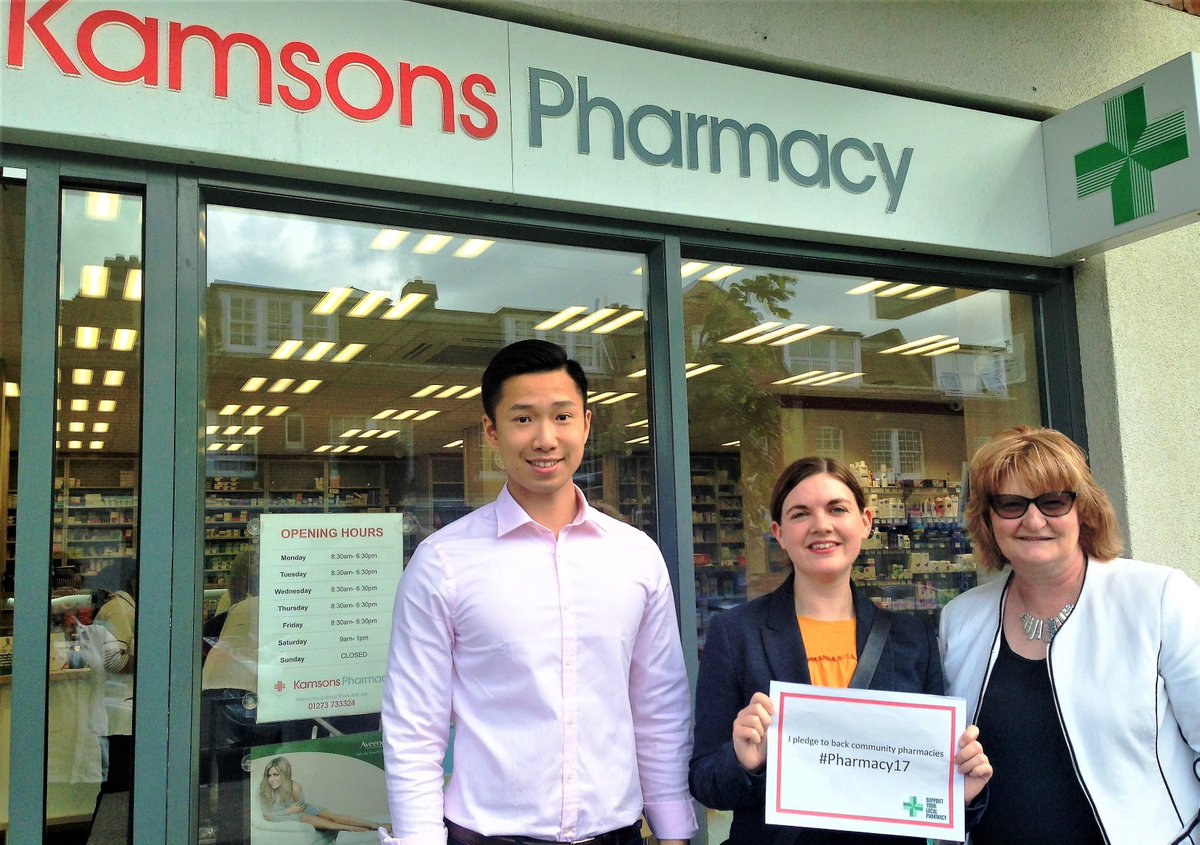 Kamsons Pharmacy
OPENING HOURS
Monday 8:30am- 6:30pm
Tuesday 8:30am- 6:30pm
Wednesday 8:30am- 6:30pm
Thursday 8:30am- 6:30pm
Friday 8:30am- 6:30pm
Saturday 9am- 1pm
Sunday CLOSED
Kamsons Pharmac
01273 733324
Aveen
I pledge to back community pharmacies
#Pharmacy17
SUPPORT
YOUR
LOCAL
PHARMACY